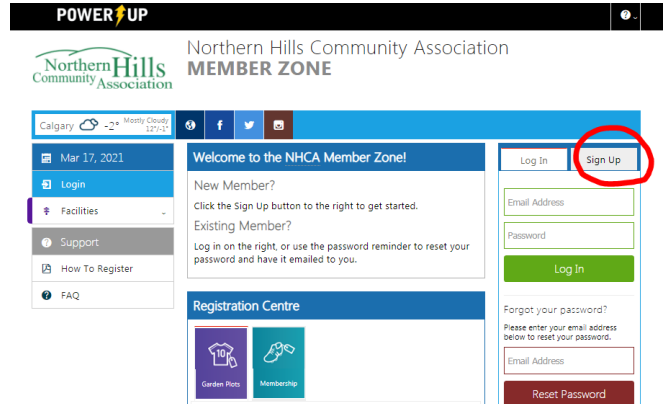 POWER UP
Northern Hills
Community Association
Northern Hills Community Association
MEMBER ZONE
Calgary -2° Mostly Cloudy 12°/-1°
Mar 17, 2021
Login
Facilities
Support
How To Register
FAQ
Welcome to the NHCA Member Zone!
New Member?
Click the Sign Up button to the right to get started.
Existing Member?
Log in on the right, or use the password reminder to reset your
password and have it emailed to you.
Registration Centre
10
Garden Plots
Membership
Log In
Sign Up
Email Address
Password
Log In
Forgot your password?
Please enter your email address
below to reset your password.
Email Address
Reset Password